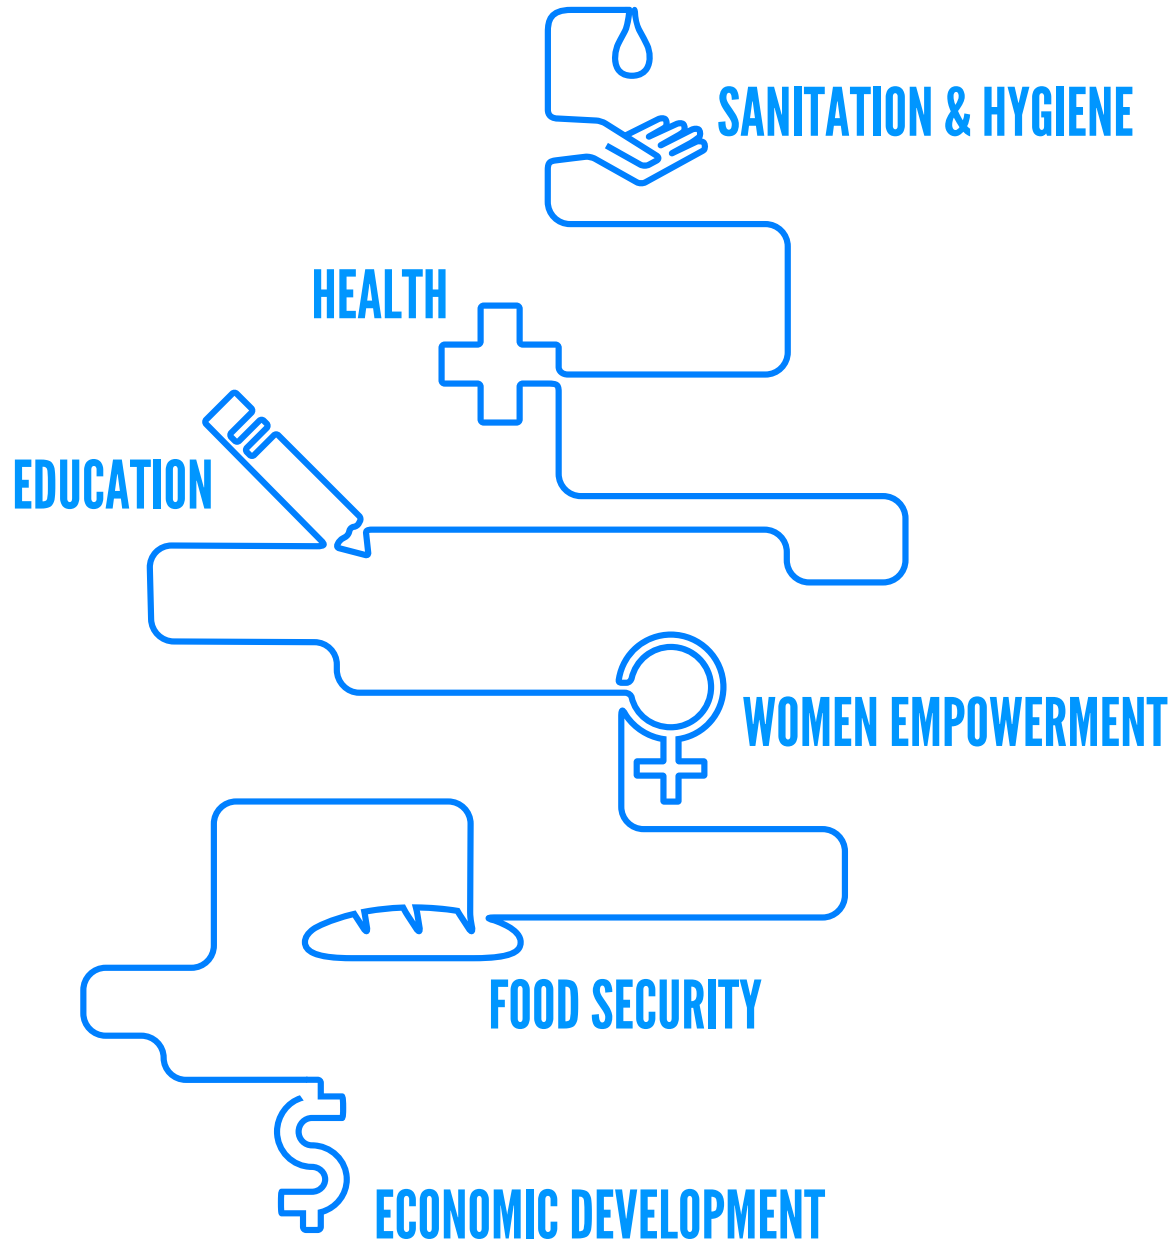 SANITATION & HYGIENE
HEALTH
EDUCATION
WOMEN EMPOWERMENT
FOOD SECURITY
ECONOMIC DEVELOPMENT